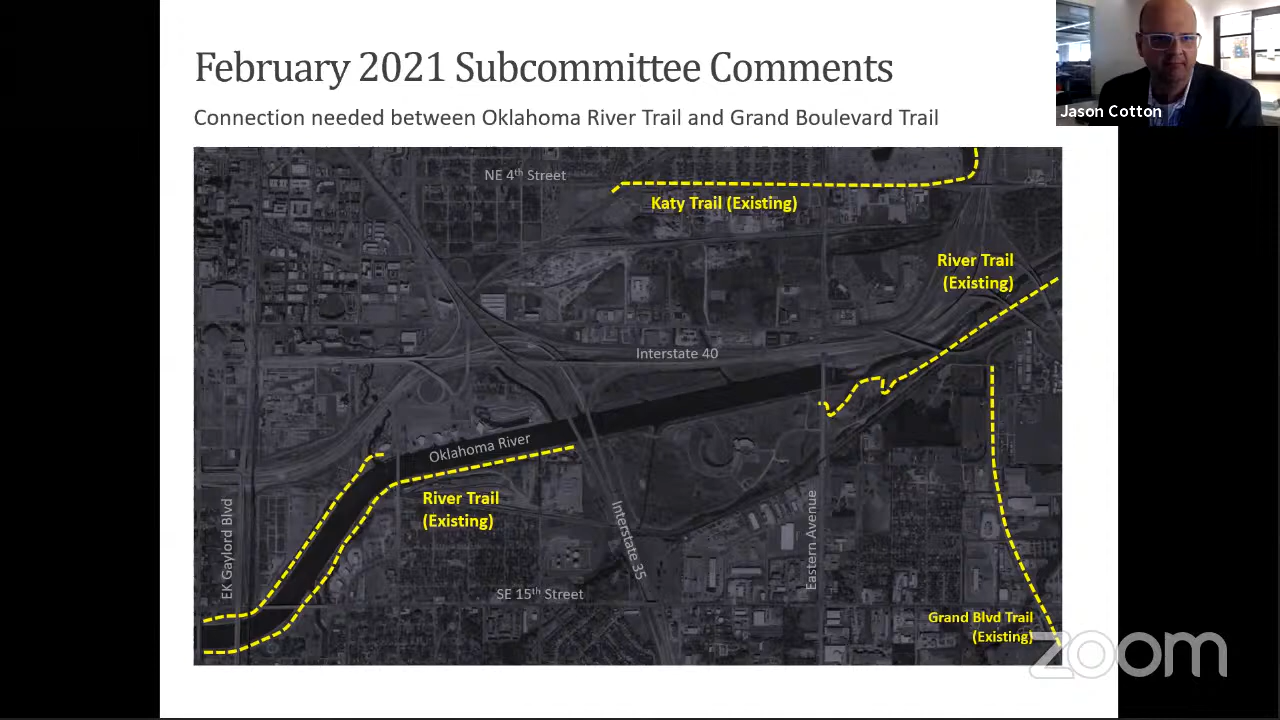 February 2021 Subcommittee Comments
Jason Cotton
Connection needed between Oklahoma River Trail and Grand Boulevard Trail
NE 4th Street
Katy Trail (Existing)
River Trail
(Existing)
Interstate 40
Oklahoma River
River Trail
(Existing)
EK Gaylord Blvd
Interstate 35
Eastern Avenue
SE 15th Street
Grand Blvd Trail
(Existing)
zoom